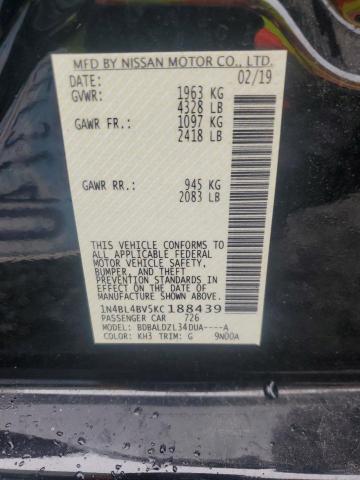 MFD BY NISSAN MOTOR CO., LTD.
DATE: 02/19
GVWR: 1963 KG
4328 LB
GAWR FR.: 1097 KG
2418 LB
GAWR RR.: 945 KG
2083 LB
THIS VEHICLE CONFORMS TO
ALL APPLICABLE FEDERAL
MOTOR VEHICLE SAFETY,
BUMPER, AND THEFT
PREVENTION STANDARDS IN
EFFECT ON THE DATE OF
MANUFACTURE SHOWN ABOVE.
1N4BL4BV5KC188439
PASSENGER CAR 726
MODEL: BDBALDZL34DUA----A
COLOR: KH3 TRIM: G 9N00A